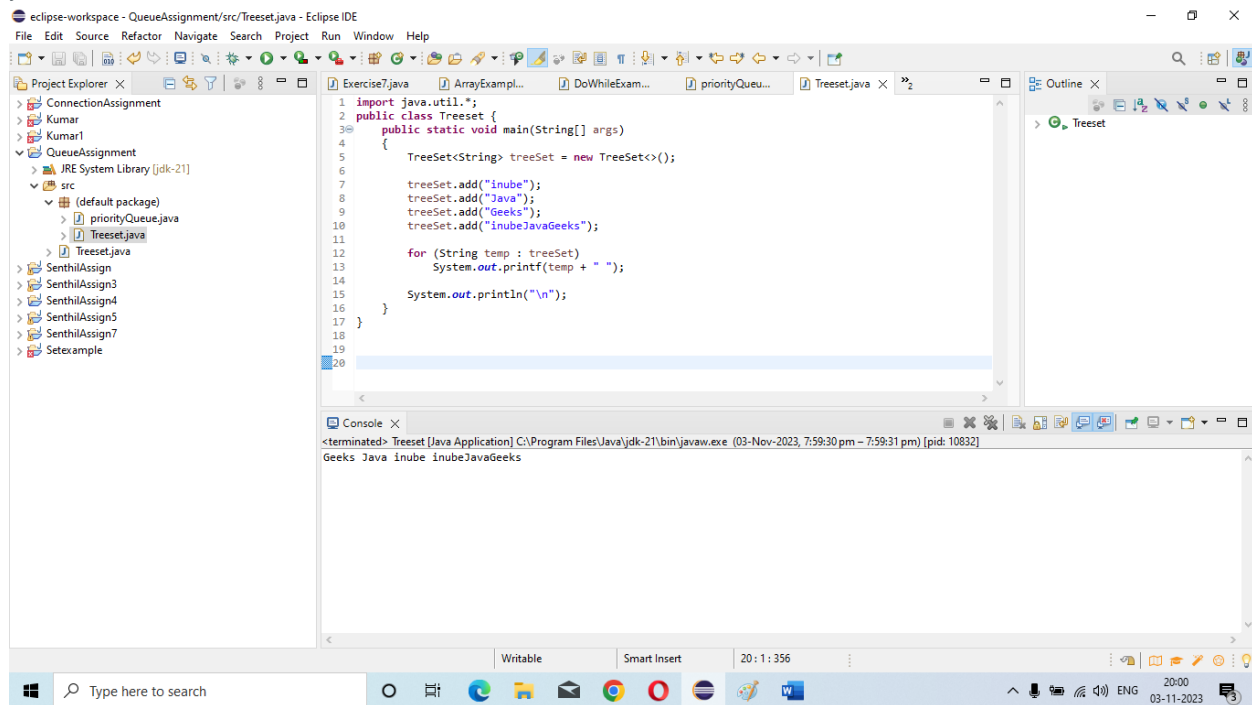 eclipse-workspace - QueueAssignment/src/Treeset.java - Eclipse IDE
File Edit Source Refactor Navigate Search Project Run Window Help
Project Explorer
ConnectionAssignment
Kumar
Kumar1
QueueAssignment
JRE System Library [jdk-21]
src
(default package)
priorityQueue.java
Treeset.java
Treeset.java
SenthilAssign
SenthilAssign3
SenthilAssign4
SenthilAssign5
SenthilAssign7
Setexample
Exercise7.java ArrayExampl... DoWhileExam... priorityQueu... Treeset.java »2
1 import java.util.*;
2 public class Treeset {
3 public static void main(String[] args)
4 {
5 TreeSet<String> treeSet = new TreeSet<>();
6
7 treeSet.add("inube");
8 treeSet.add("Java");
9 treeSet.add("Geeks");
10 treeSet.add("inubeJavaGeeks");
11
12 for (String temp : treeSet)
13 System.out.printf(temp + " ");
14
15 System.out.println("\n");
16 }
17 }
18
19
20
Outline
Treeset
Console
<terminated> Treeset [Java Application] C:\Program Files\Java\jdk-21\bin\javaw.exe (03-Nov-2023, 7:59:30 pm – 7:59:31 pm) [pid: 10832]
Geeks Java inube inubeJavaGeeks
Writable Smart Insert 20 : 1 : 356
Type here to search
ENG
20:00
03-11-2023
3